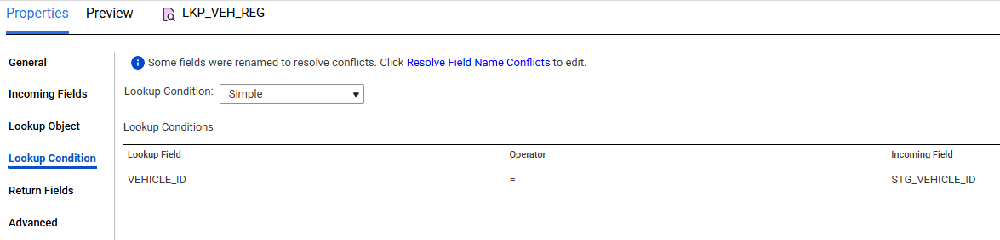 Properties Preview LKP_VEH_REG
General
Incoming Fields
Lookup Object
Lookup Condition
Return Fields
Advanced
Some fields were renamed to resolve conflicts. Click Resolve Field Name Conflicts to edit.
Lookup Condition: Simple
Lookup Conditions
Lookup Field Operator Incoming Field
VEHICLE_ID = STG_VEHICLE_ID